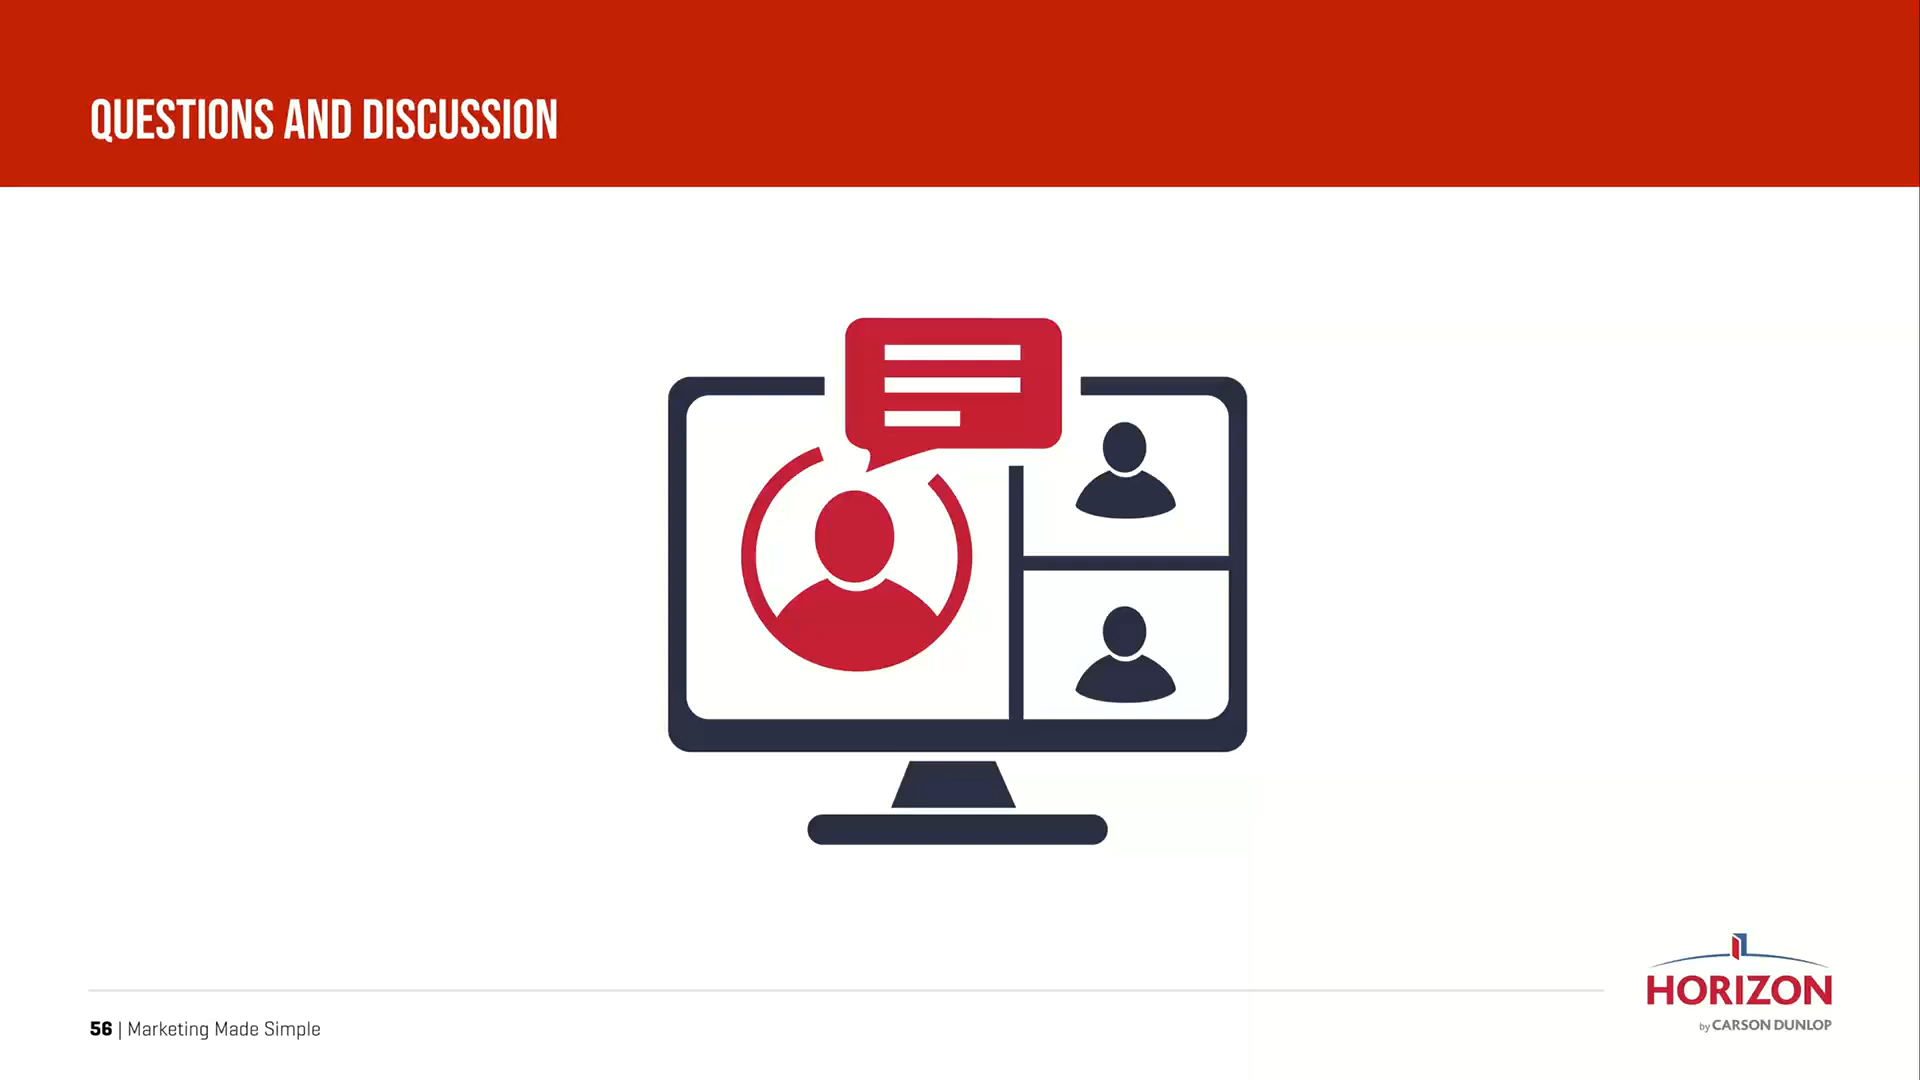 QUESTIONS AND DISCUSSION
56 | Marketing Made Simple
HORIZON
by CARSON DUNLOP